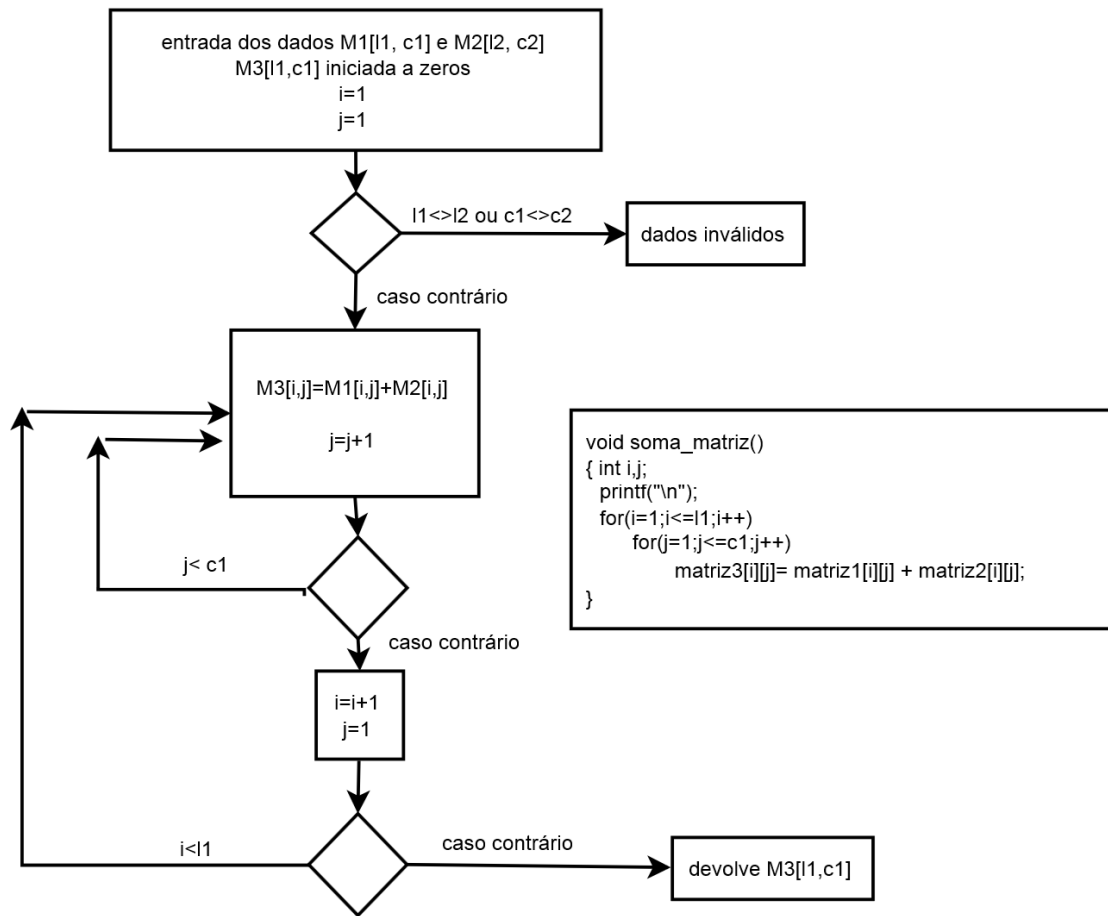 entrada dos dados M1[l1, c1] e M2[l2, c2]
M3[l1,c1] iniciada a zeros
i=1
j=1
l1<>l2 ou c1<>c2
dados inválidos
caso contrário
M3[i,j]=M1[i,j]+M2[i,j]
j=j+1
j< c1
caso contrário
i=i+1
j=1
i<l1
caso contrário
devolve M3[l1,c1]
void soma_matriz()
{ int i,j;
printf("\n");
for(i=1;i<=l1;i++)
for(j=1;j<=c1;j++)
matriz3[i][j]= matriz1[i][j] + matriz2[i][j];
}